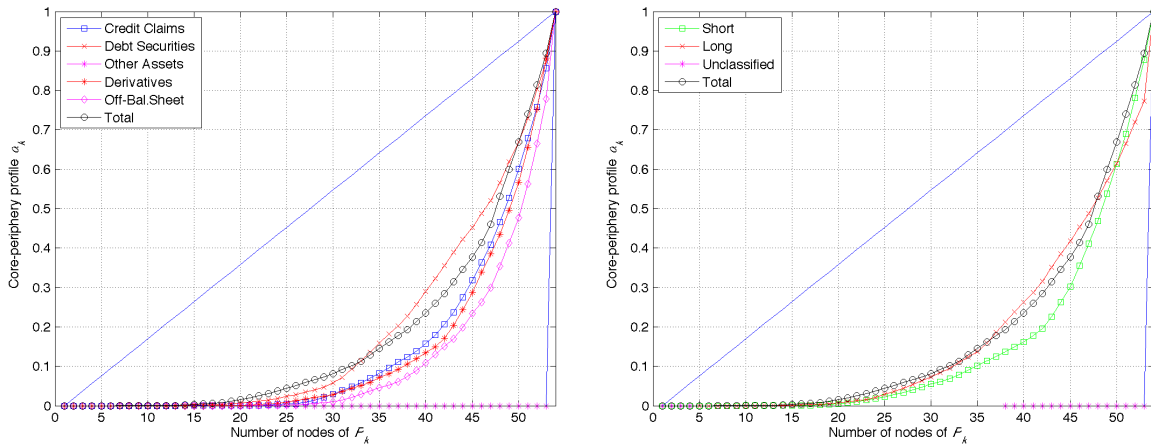 Credit Claims
Debt Securities
Other Assets
Derivatives
Off-Bal.Sheet
Total
1
0.9
0.8
0.7
0.6
0.5
0.4
0.3
0.2
0.1
0
Core-periphery profile α_k
0 5 10 15 20 25 30 35 40 45 50
Number of nodes of F_k
Short
Long
Unclassified
Total
1
0.9
0.8
0.7
0.6
0.5
0.4
0.3
0.2
0.1
0
Core-periphery profile α_k
0 5 10 15 20 25 30 35 40 45 50
Number of nodes of F_k